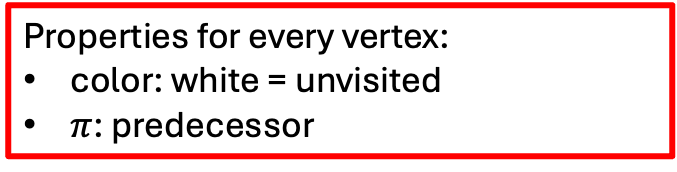 Properties for every vertex:
• color: white = unvisited
• 𝜋: predecessor